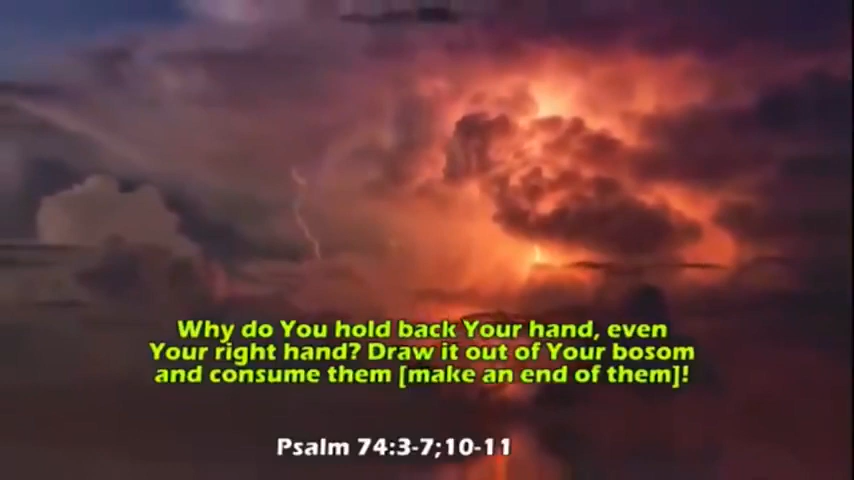 Why do You hold back Your hand, even
Your right hand? Draw it out of Your bosom
and consume them [make an end of them]!
Psalm 74:3-7;10-11